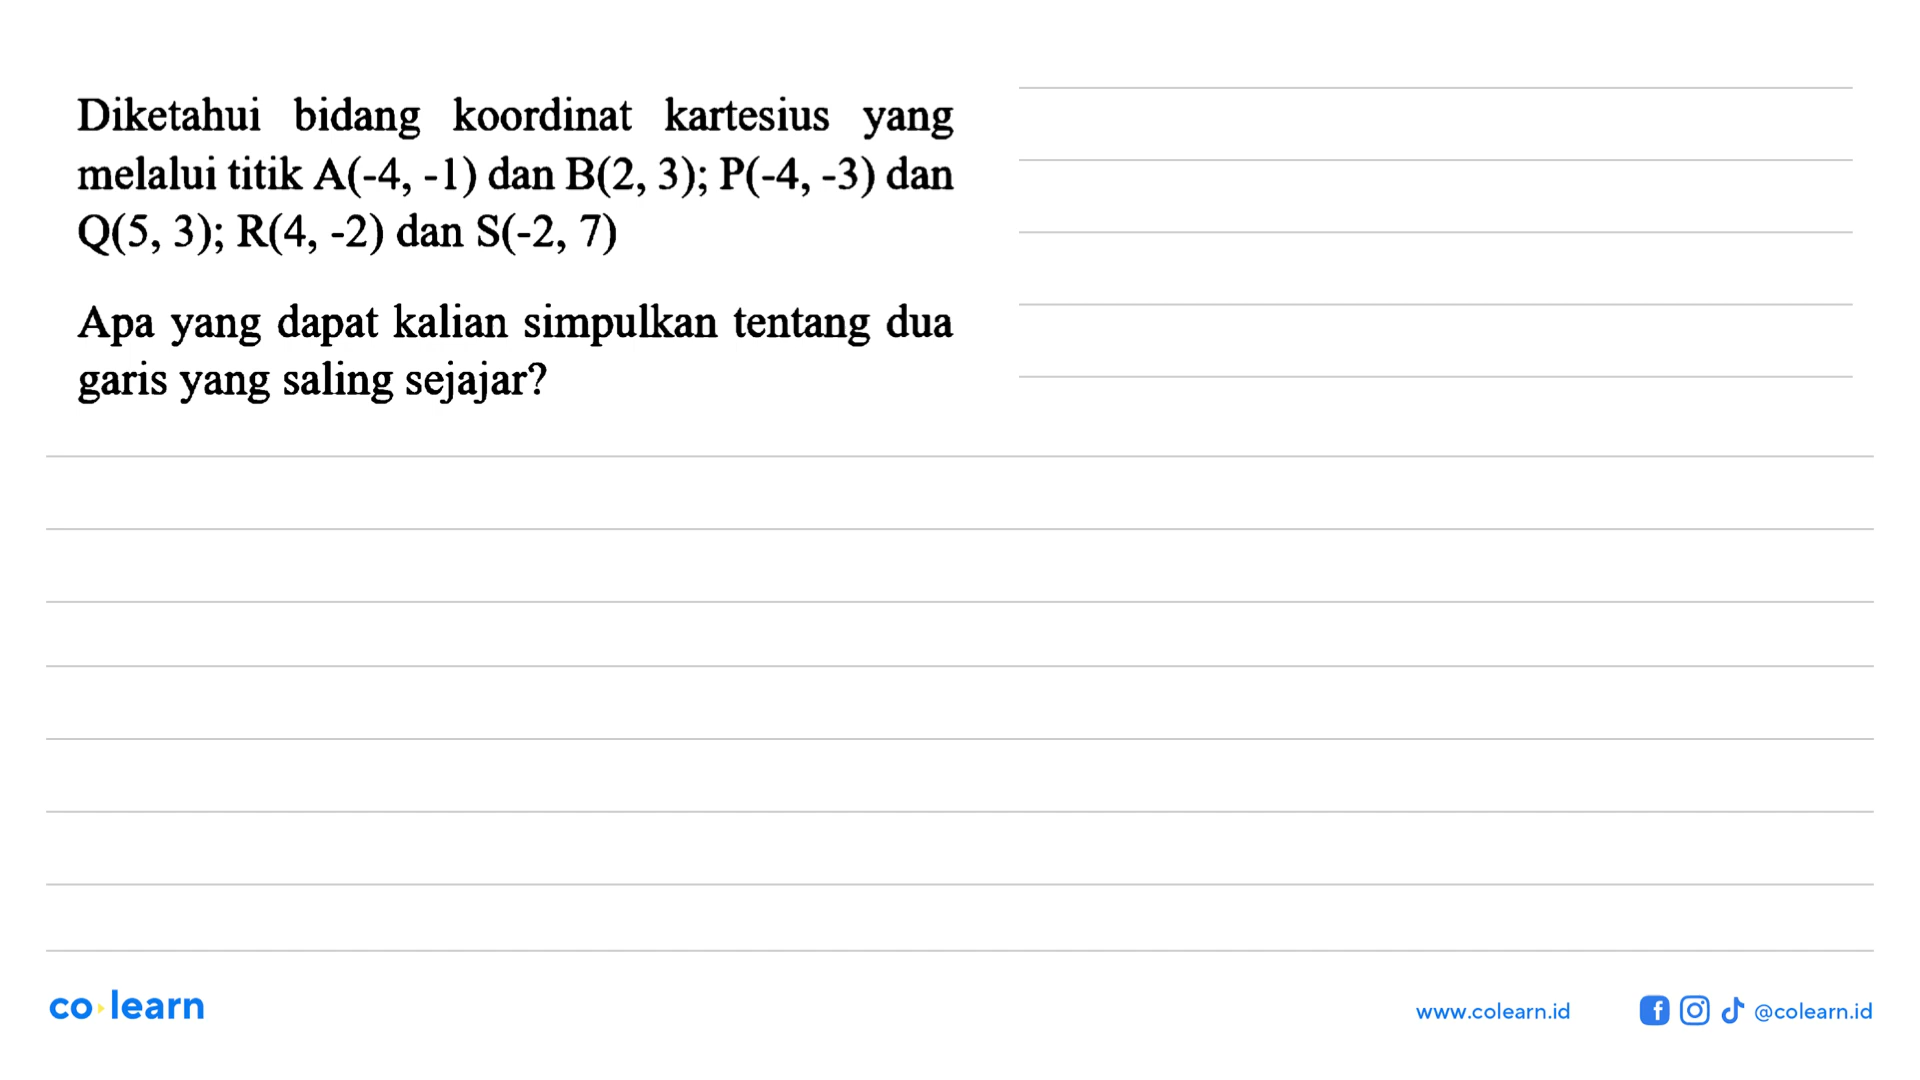 Diketahui bidang koordinat kartesius yang
melalui titik A(-4, -1) dan B(2, 3); P(-4, -3) dan
Q(5, 3); R(4, -2) dan S(-2, 7)
Apa yang dapat kalian simpulkan tentang dua
garis yang saling sejajar?
co learn
www.colearn.id
@colearn.id